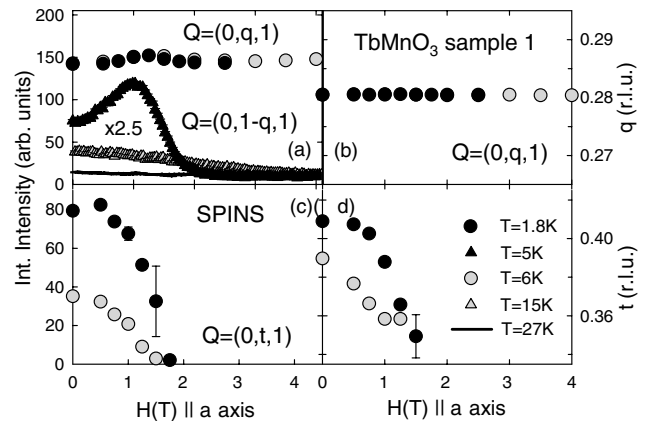 Q=(0,q,1)
TbMnO3 sample 1
200
150
100
50
0
Int. Intensity (arb. units)
x2.5
Q=(0,1-q,1)
(a)
(b)
Q=(0,q,1)
0.29
0.28
0.27
q (r.l.u.)
SPINS
(c)
d)
80
60
40
20
0
Q=(0,t,1)
T=1.8K
T=5K
T=6K
T=15K
T=27K
0.40
0.36
t (r.l.u.)
0 1 2 3 4
0 1 2 3 4
H(T) || a axis
H(T) || a axis